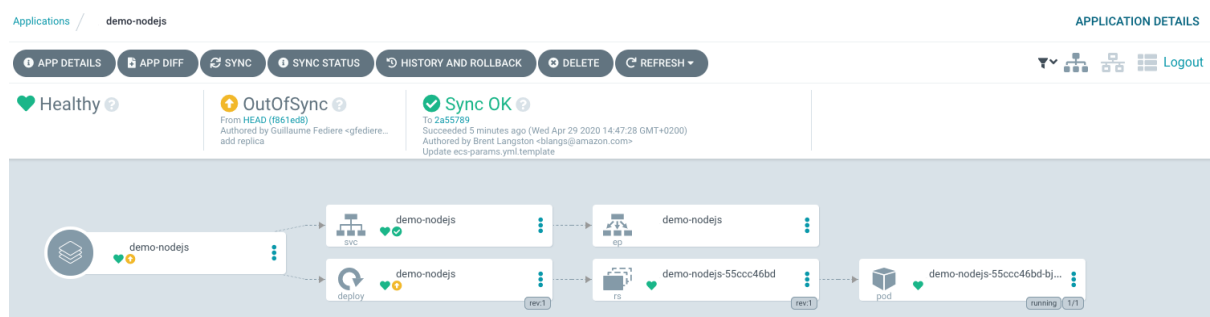 Applications / demo-nodejs
APPLICATION DETAILS
APP DETAILS
APP DIFF
SYNC
SYNC STATUS
HISTORY AND ROLLBACK
DELETE
REFRESH
Logout
Healthy
OutOfSync
From HEAD (f861ed8)
Authored by Guillaume Fediere <gfediere...
add replica
Sync OK
To 2a55789
Succeeded 5 minutes ago (Wed Apr 29 2020 14:47:28 GMT+0200)
Authored by Brent Langston <blangs@amazon.com>
Update ecs-params.yml.template
demo-nodejs
demo-nodejs
svc
demo-nodejs
ep
demo-nodejs
deploy
rev:1
demo-nodejs-55ccc46bd
rs
rev:1
demo-nodejs-55ccc46bd-bj...
pod
running
1/1